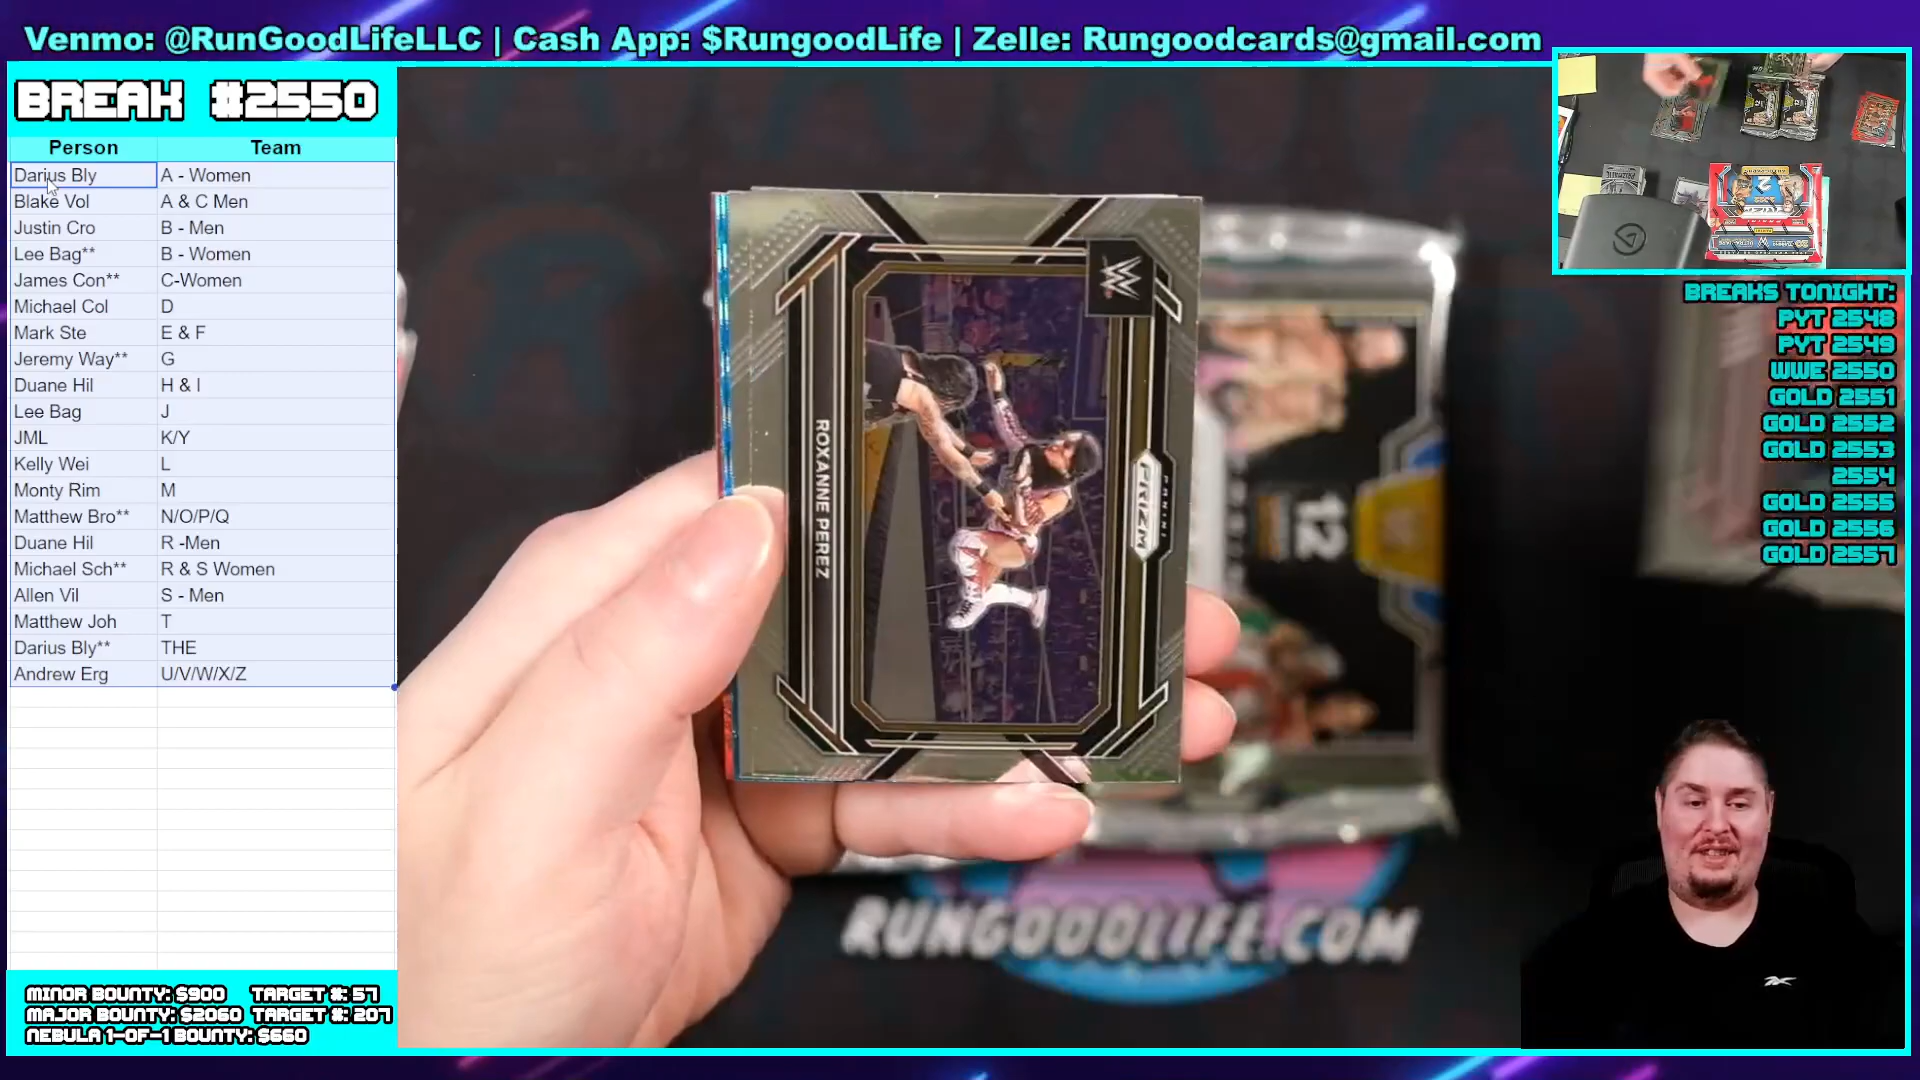 Venmo: @RunGoodLifeLLC | Cash App: $RungoodLife | Zelle: Rungoodcards@gmail.com
BREAK #2550
Person Team
Darius Bly A - Women
Blake Vol A & C Men
Justin Cro B - Men
Lee Bag** B - Women
James Con** C-Women
Michael Col D
Mark Ste E & F
Jeremy Way** G
Duane Hil H & I
Lee Bag J
JML K/Y
Kelly Wei L
Monty Rim M
Matthew Bro** N/O/P/Q
Duane Hil R -Men
Michael Sch** R & S Women
Allen Vil S - Men
Matthew Joh T
Darius Bly** THE
Andrew Erg U/V/W/X/Z
MINOR BOUNTY: $900 TARGET #: 57
MAJOR BOUNTY: $2060 TARGET #: 207
NEBULA 1-OF-1 BOUNTY: $660
ROXANNE PEREZ
PANINI
PRIZM
12
RUNGOODLIFE.COM
BREAKS TONIGHT:
PYT 2548
PYT 2549
WWE 2550
GOLD 2551
GOLD 2552
GOLD 2553
2554
GOLD 2555
GOLD 2556
GOLD 2557